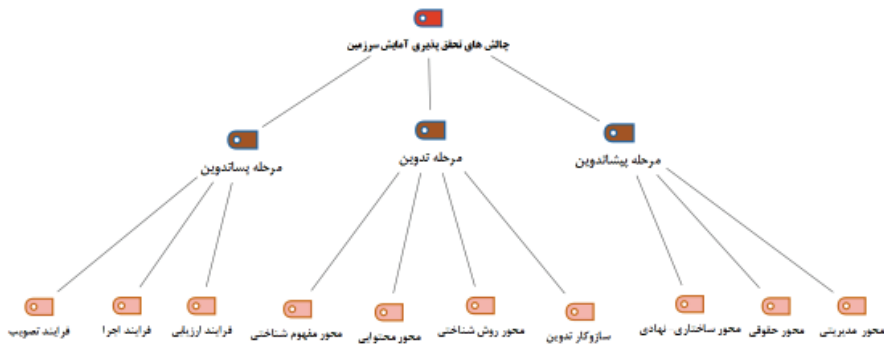 چالش های تحقق پذیری آمایش سرزمین
مرحله پیشاتدوین
مرحله تدوین
مرحله پساتدوین
محور مدیریتی
محور حقوقی
محور ساختاری نهادی
سازوکار تدوین
محور روش شناختی
محور محتوایی
محور مفهوم شناختی
فرایند ارزیابی
فرایند اجرا
فرایند تصویب